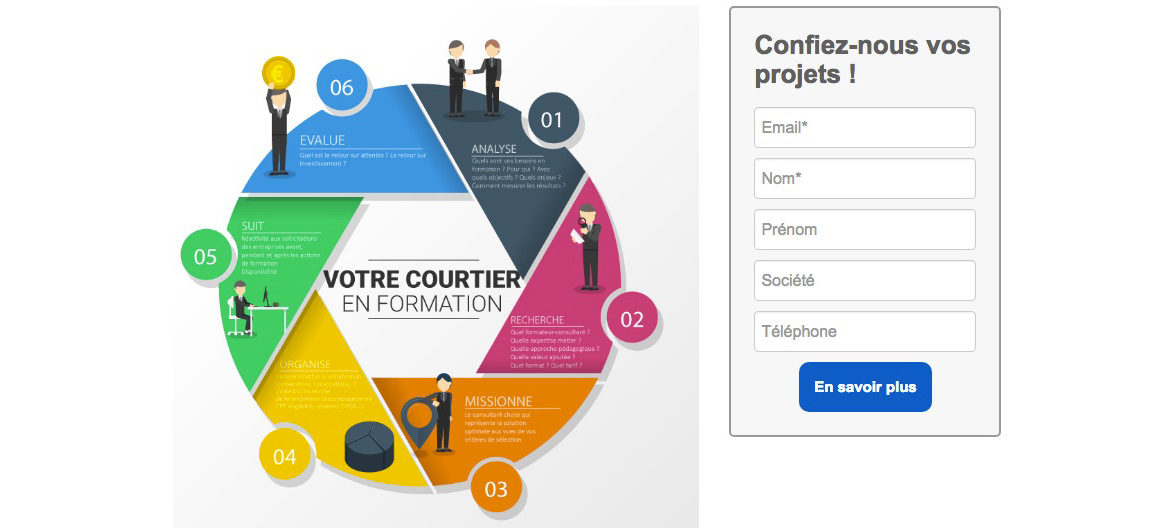 VOTRE COURTIER
EN FORMATION
01
ANALYSE
Quels sont vos besoins en
formation ? Pour qui ? Avec
quels objectifs ? Quels enjeux ?
Comment mesurer les résultats ?
02
RECHERCHE
Quel formateur-consultant ?
Quelle expertise métier ?
Quelle approche pédagogique ?
Quelle valeur ajoutée ?
Quel format ? Quel tarif ?
03
MISSIONNE
Le consultant choisi qui
représente la solution
optimale aux vues de vos
critères de sélection.
04
ORGANISE
05
SUIT
Réactivité aux sollicitations
des entreprises avant,
pendant et après les actions
de formation
Disponibilité
06
EVALUE
Quel est le retour sur attentes ? Le retour sur
investissement ?
Confiez-nous vos
projets !
Email*
Nom*
Prénom
Société
Téléphone
En savoir plus